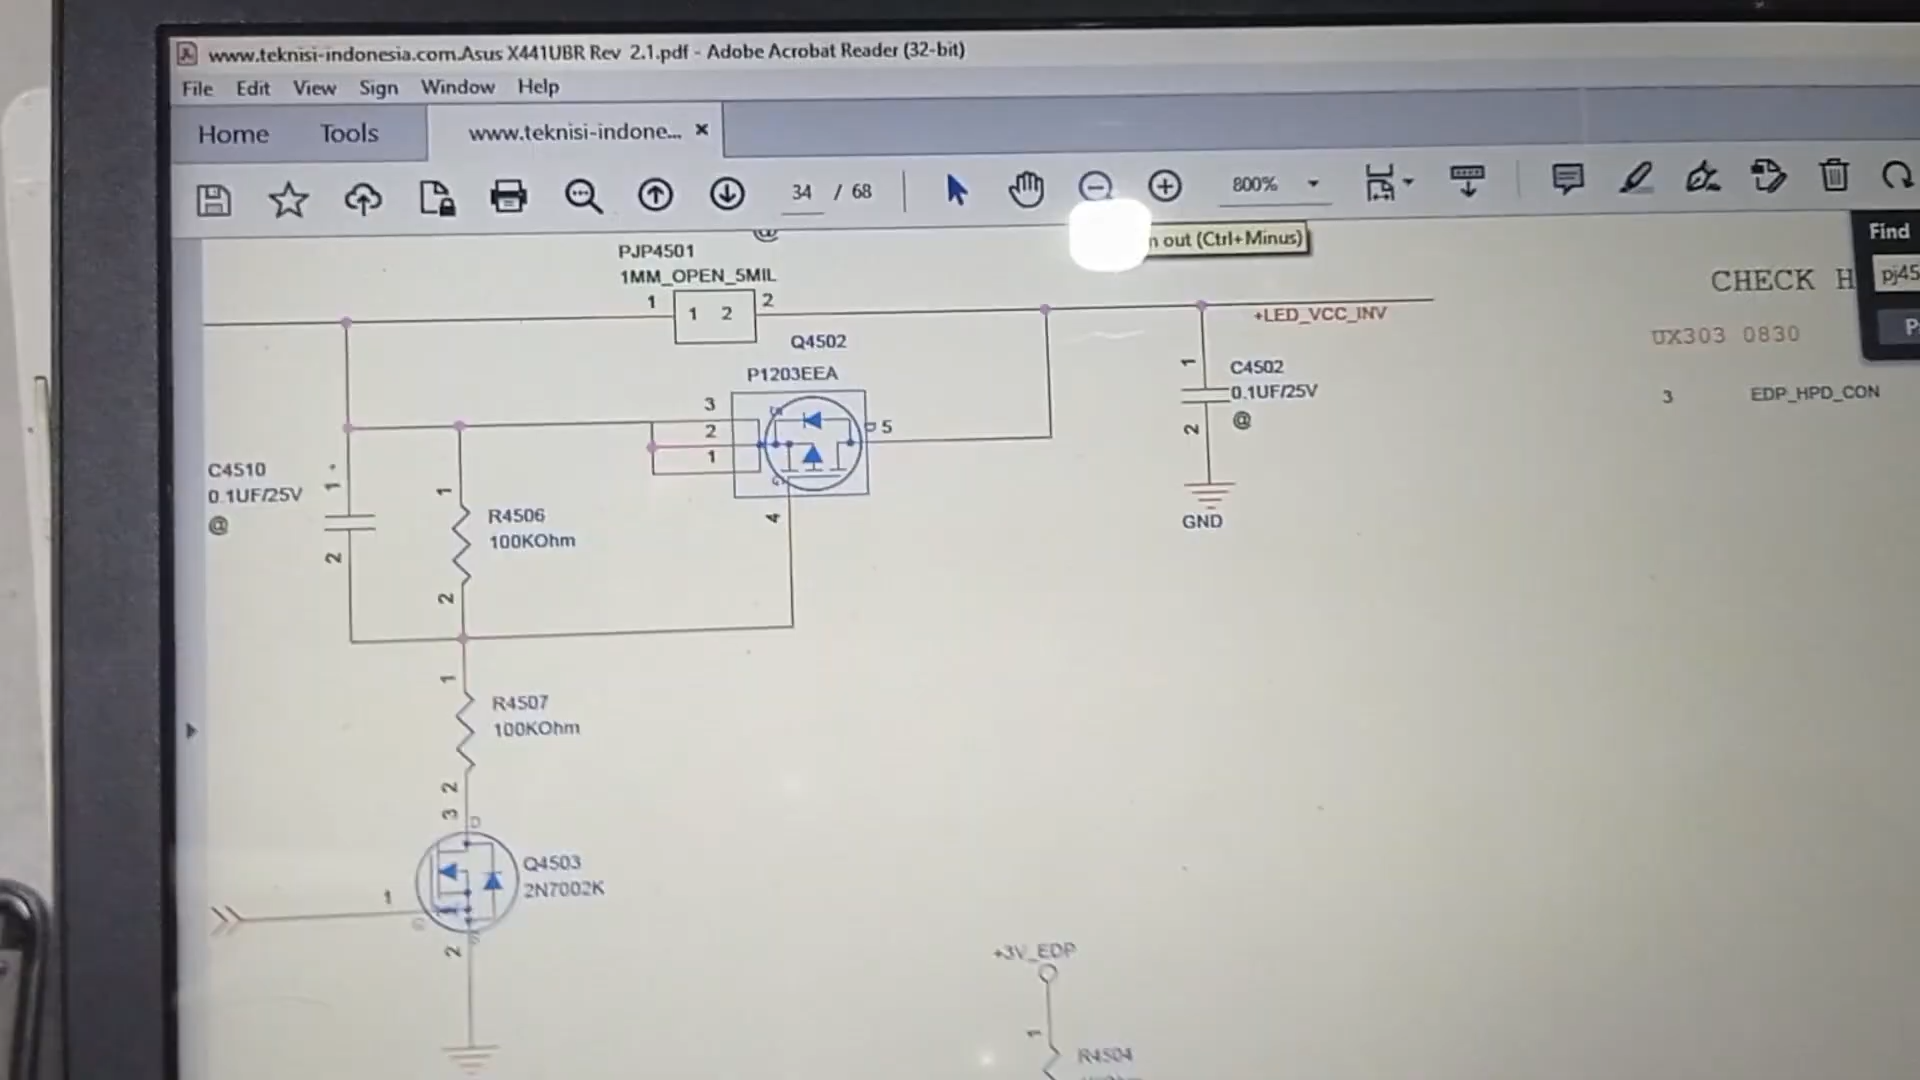 www.teknisi-indonesia.com.Asus X441UBR Rev 2.1.pdf - Adobe Acrobat Reader (32-bit)
File Edit View Sign Window Help
Home Tools www.teknisi-indone... ×
34 / 68 800%
n out (Ctrl+Minus)
Find
pj45
CHECK H
UX303 0830
3 EDP_HPD_CON
PJP4501
1MM_OPEN_5MIL
1 1 2 2
+LED_VCC_INV
Q4502
P1203EEA
3
2
1
5
4
1
C4502
0.1UF/25V
@
2
GND
C4510
0.1UF/25V
@
1
2
1
R4506
100KOhm
2
1
R4507
100KOhm
2
3
D
Q4503
2N7002K
1
2
+3V_EDP
1
R4504